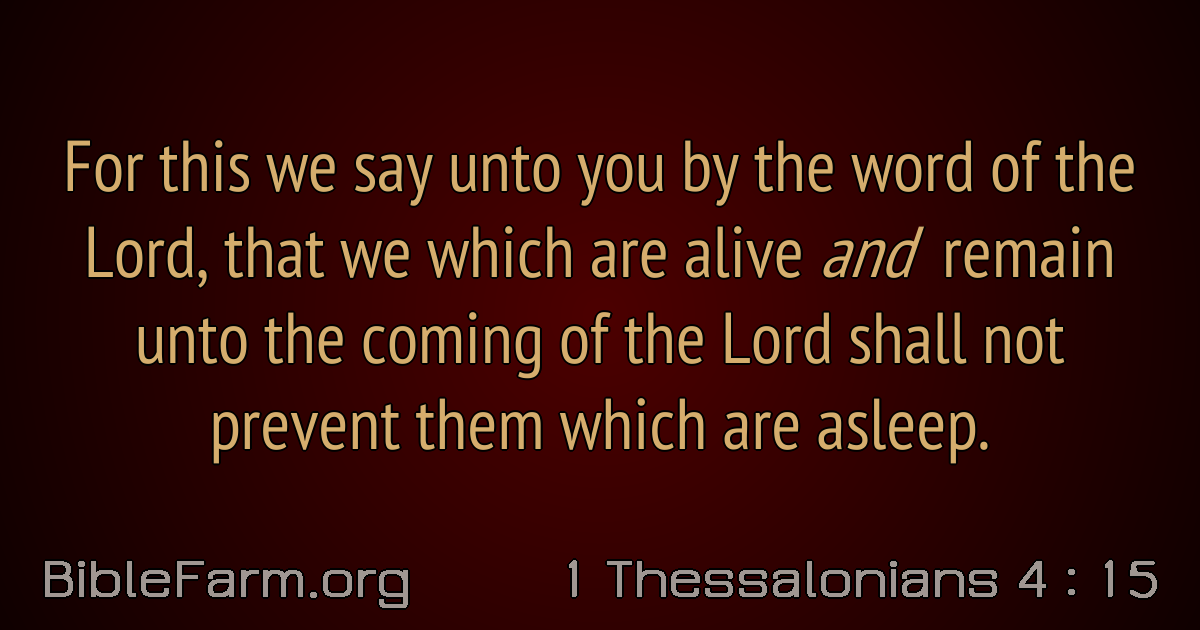 For this we say unto you by the word of the
Lord, that we which are alive and remain
unto the coming of the Lord shall not
prevent them which are asleep.
BibleFarm.org
1 Thessalonians 4 : 15